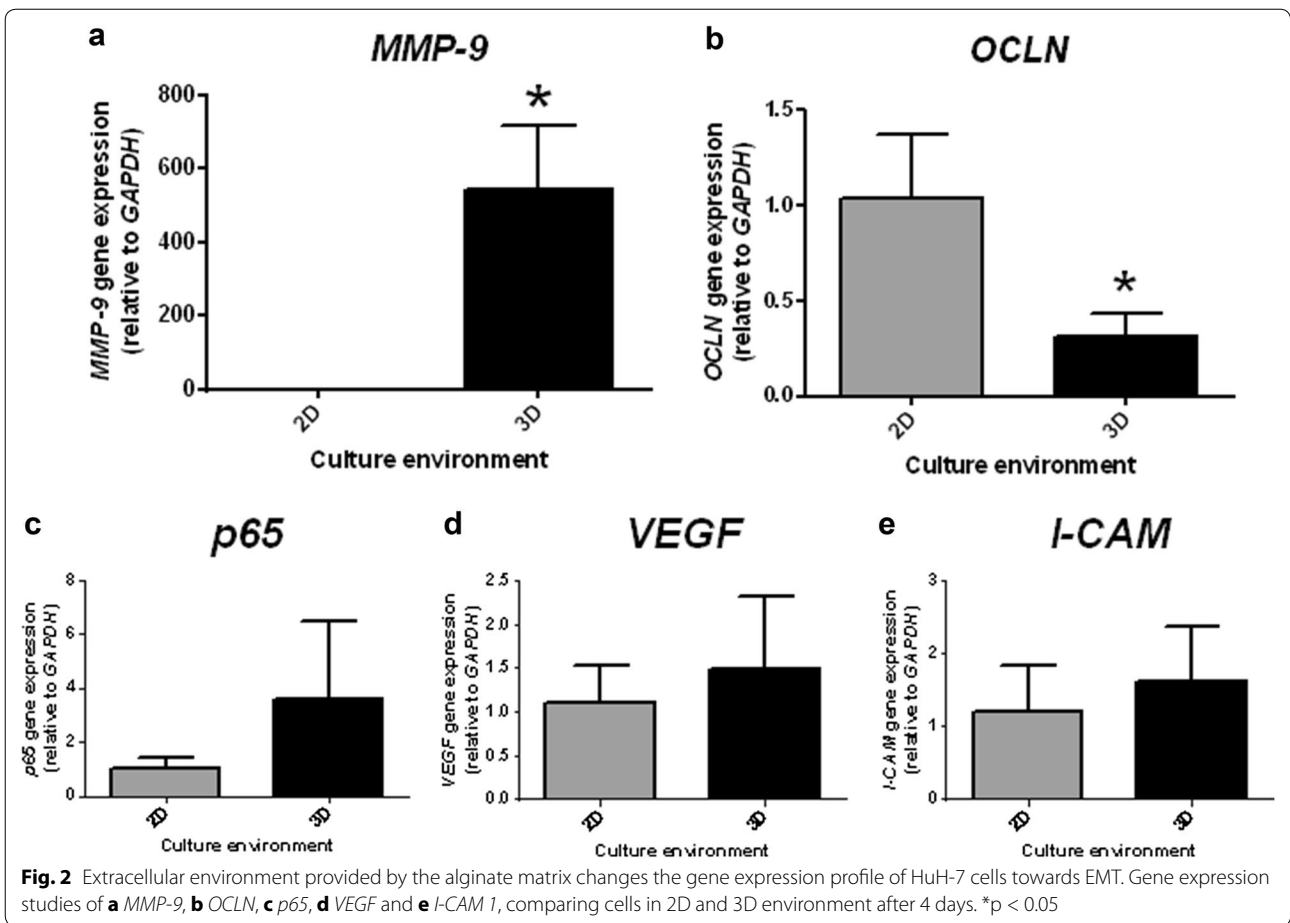 a
MMP-9
MMP-9 gene expression
(relative to GAPDH)
800
600
400
200
0
*
2D
3D
Culture environment
b
OCLN
OCLN gene expression
(relative to GAPDH)
1.5
1.0
0.5
0.0
*
2D
3D
Culture environment
c
p65
p65 gene expression
(relative to GAPDH)
8
6
4
2
0
2D
3D
Culture environment
d
VEGF
VEGF gene expression
(relative to GAPDH)
2.5
2.0
1.5
1.0
0.5
0.0
2D
3D
Culture environment
e
I-CAM
I-CAM gene expression
(relative to GAPDH)
3
2
1
0
2D
3D
Culture environment
Fig. 2 Extracellular environment provided by the alginate matrix changes the gene expression profile of HuH-7 cells towards EMT. Gene expression
studies of a MMP-9, b OCLN, c p65, d VEGF and e I-CAM 1, comparing cells in 2D and 3D environment after 4 days. *p < 0.05